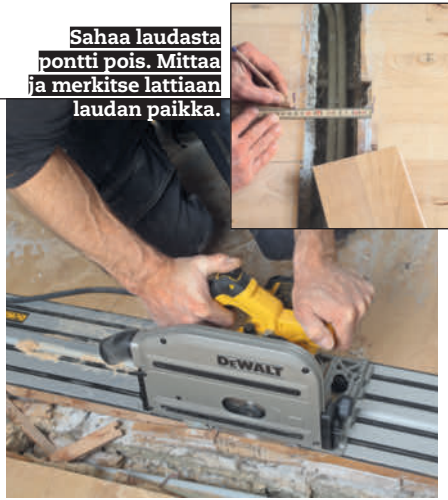 Sahaa laudasta
pontti pois. Mittaa
ja merkitse lattiaan
laudan paikka.
DEWALT